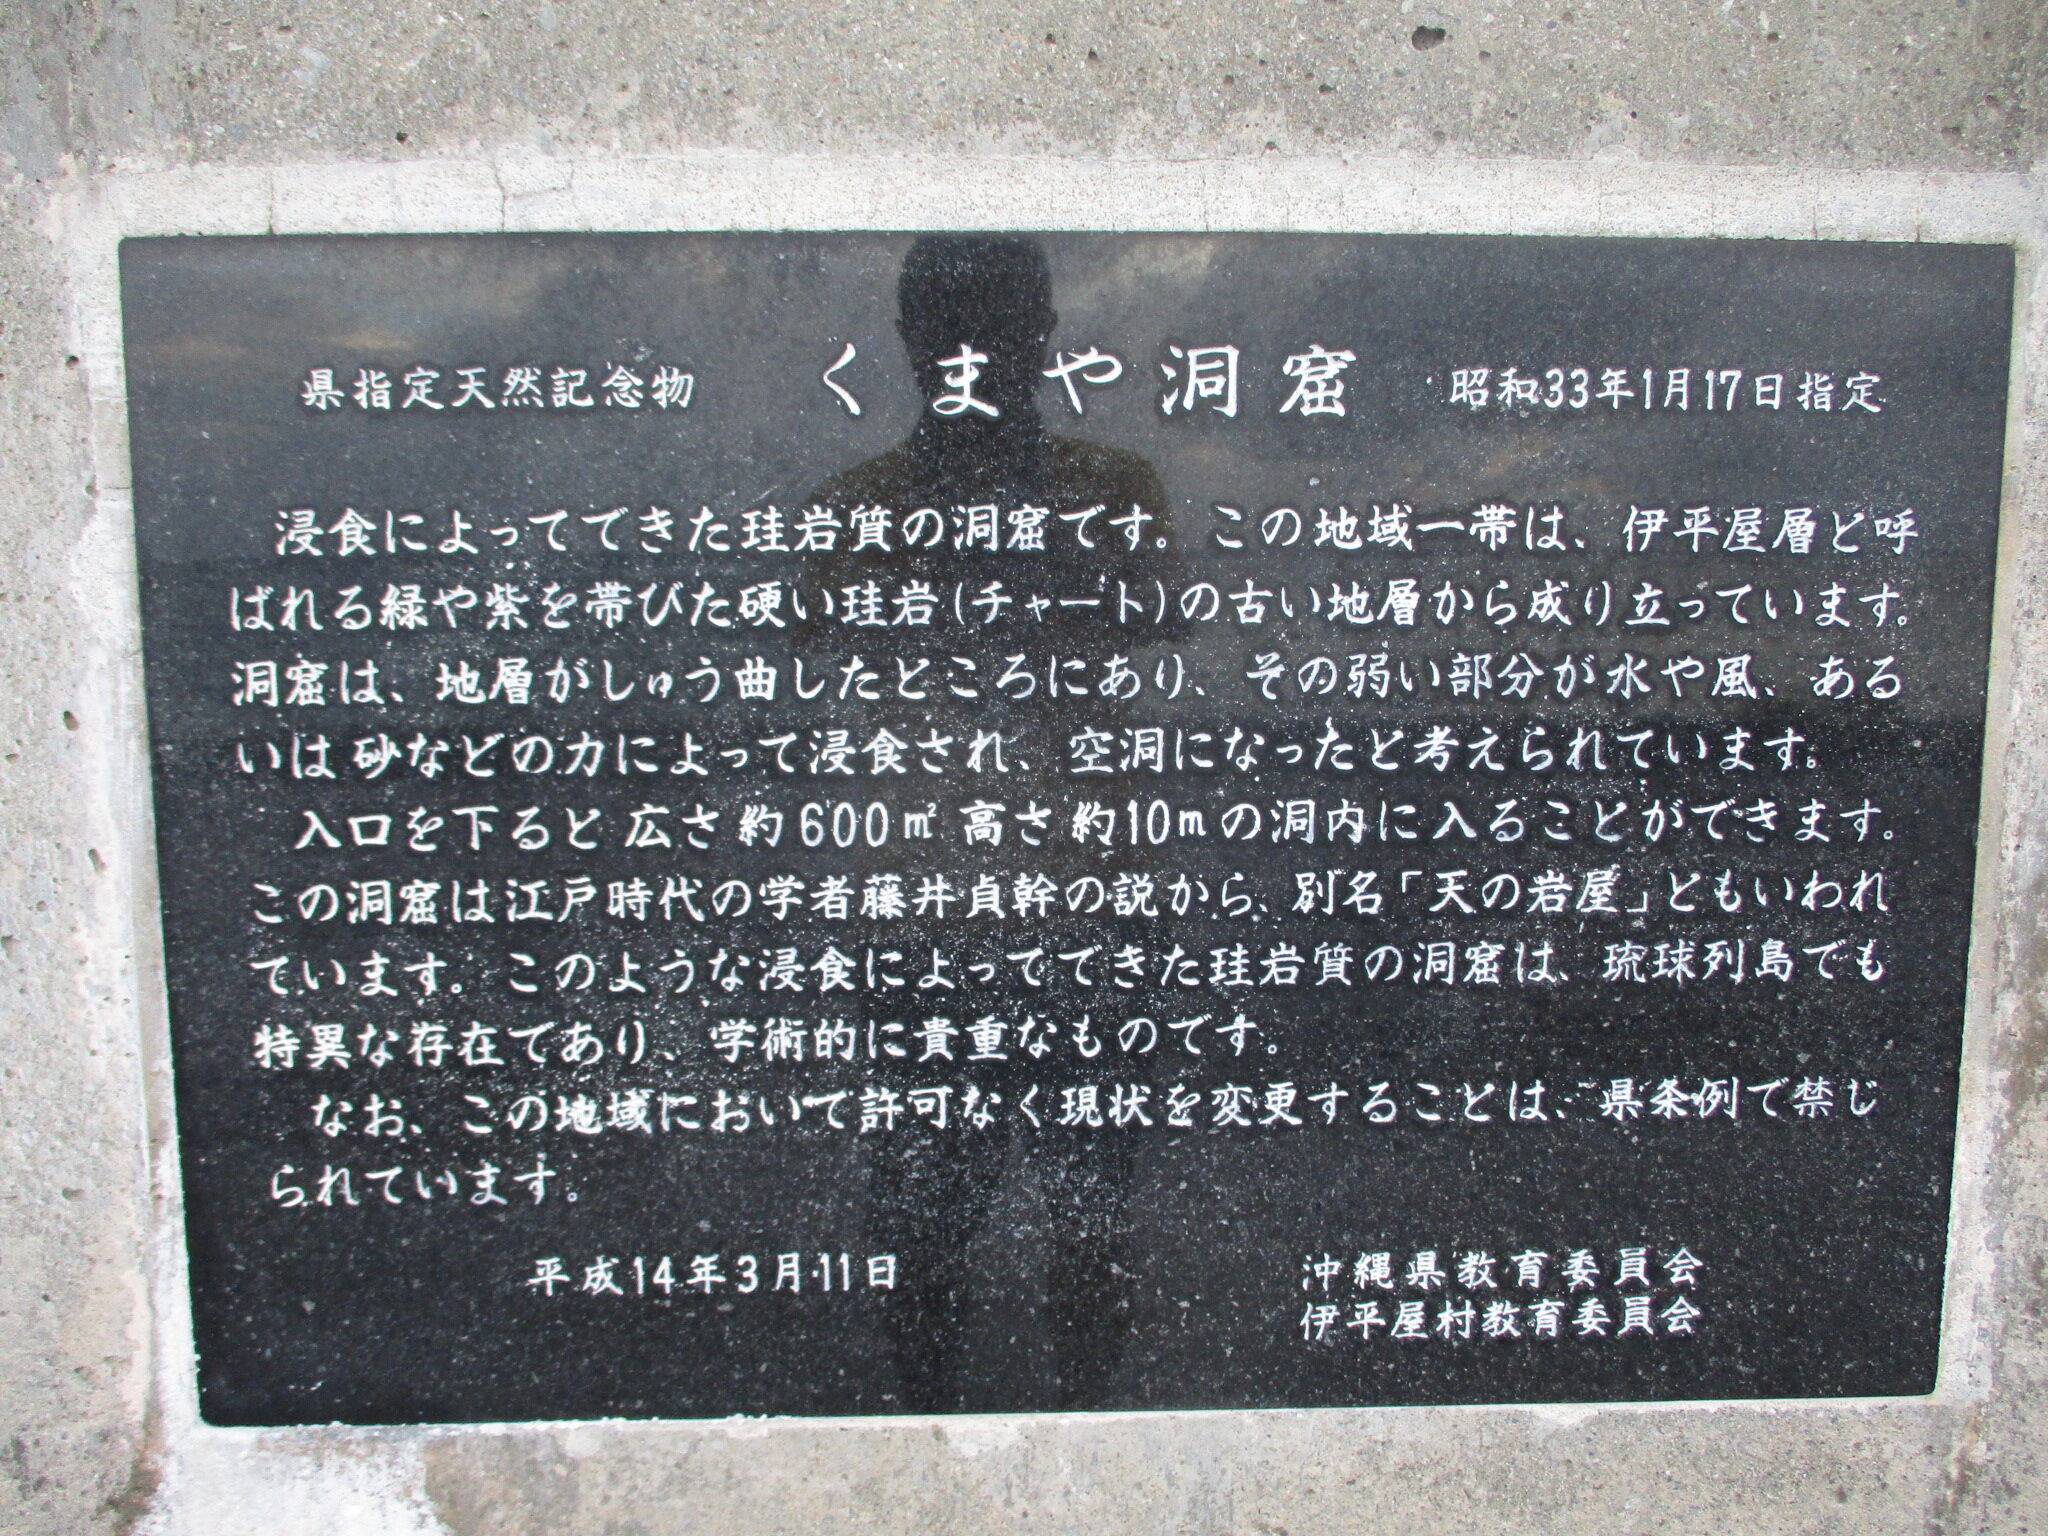 県指定天然記念物 くまや洞窟 昭和33年1月17日指定
浸食によってできた珪岩質の洞窟です。この地域一帯は、伊平屋層と呼
ばれる緑や紫を帯びた硬い珪岩(チャート)の古い地層から成り立っています。
洞窟は、地層がしゅう曲したところにあり、その弱い部分が水や風、ある
いは砂などの力によって浸食され、空洞になったと考えられています。
入口を下ると広さ約600㎡高さ約10mの洞内に入ることができます。
この洞窟は江戸時代の学者藤井貞幹の説から、別名「天の岩屋」ともいわれ
ています。このような浸食によってできた珪岩質の洞窟は、琉球列島でも
特異な存在であり、学術的に貴重なものです。
なお、この地域において許可なく現状を変更することは、県条例で禁じ
られています。
平成14年3月11日 沖縄県教育委員会
伊平屋村教育委員会